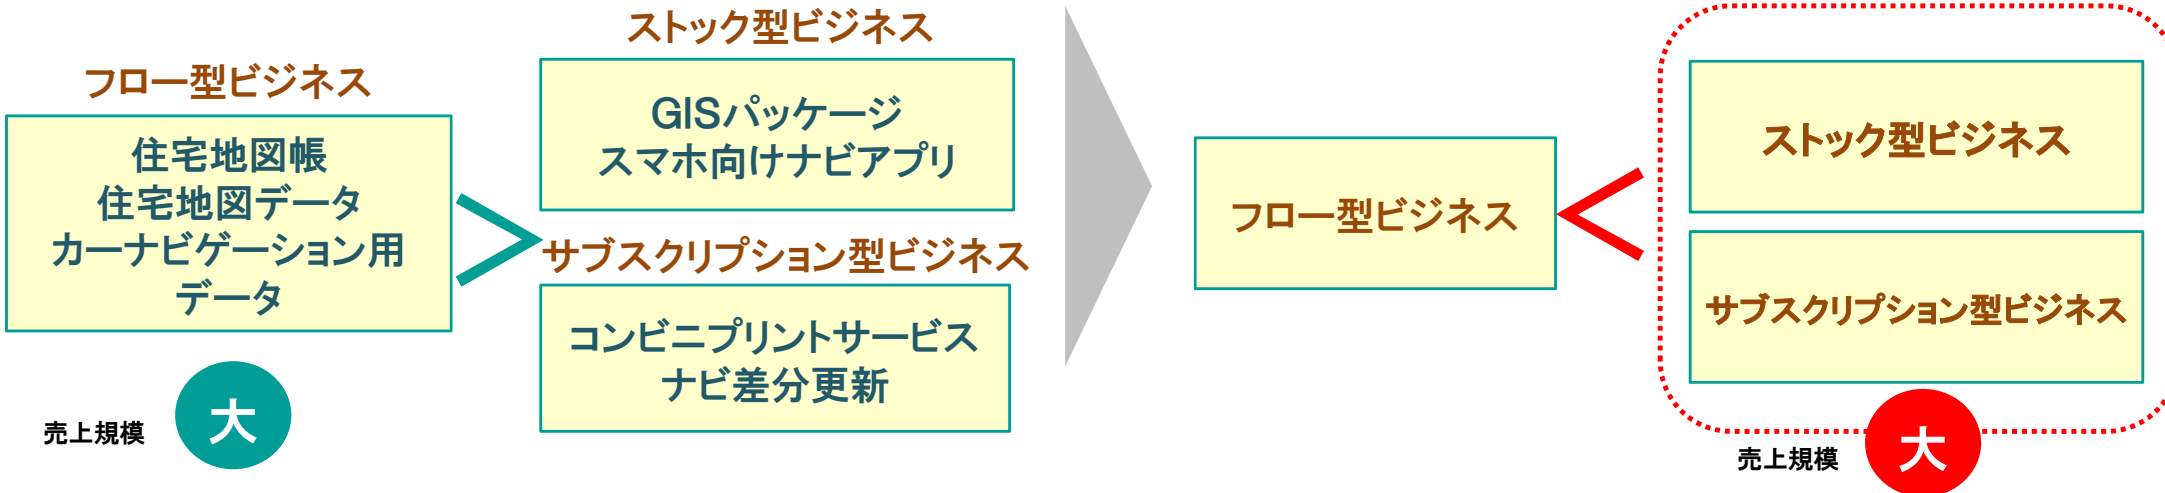 フロー型ビジネス
住宅地図帳
住宅地図データ
カーナビゲーション用
データ
売上規模
大
ストック型ビジネス
GISパッケージ
スマホ向けナビアプリ
サブスクリプション型ビジネス
コンビニプリントサービス
ナビ差分更新
フロー型ビジネス
ストック型ビジネス
サブスクリプション型ビジネス
売上規模
大